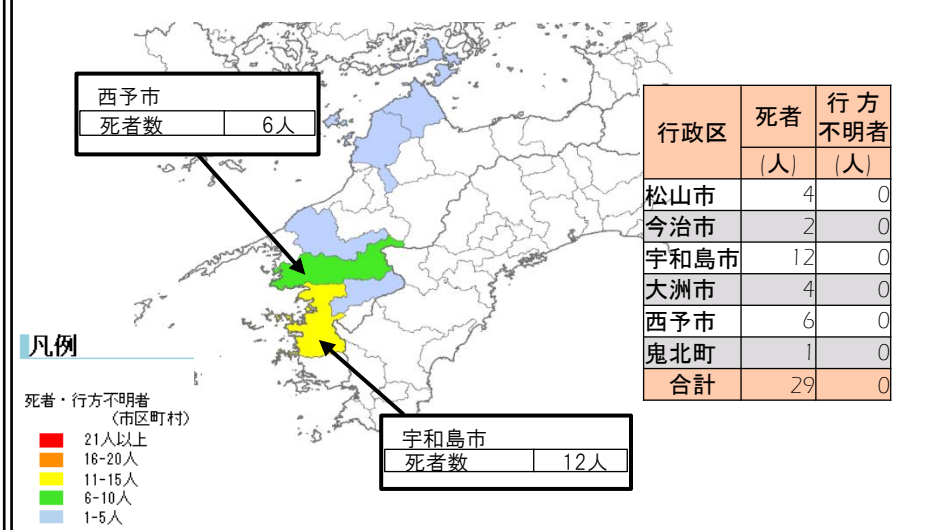 西予市
死者数 6人
行政区 死者 行方不明者
(人) (人)
松山市 4 0
今治市 2 0
宇和島市 12 0
大洲市 4 0
西予市 6 0
鬼北町 1 0
合計 29 0
宇和島市
死者数 12人
凡例
死者・行方不明者
(市区町村)
21人以上
16-20人
11-15人
6-10人
1-5人